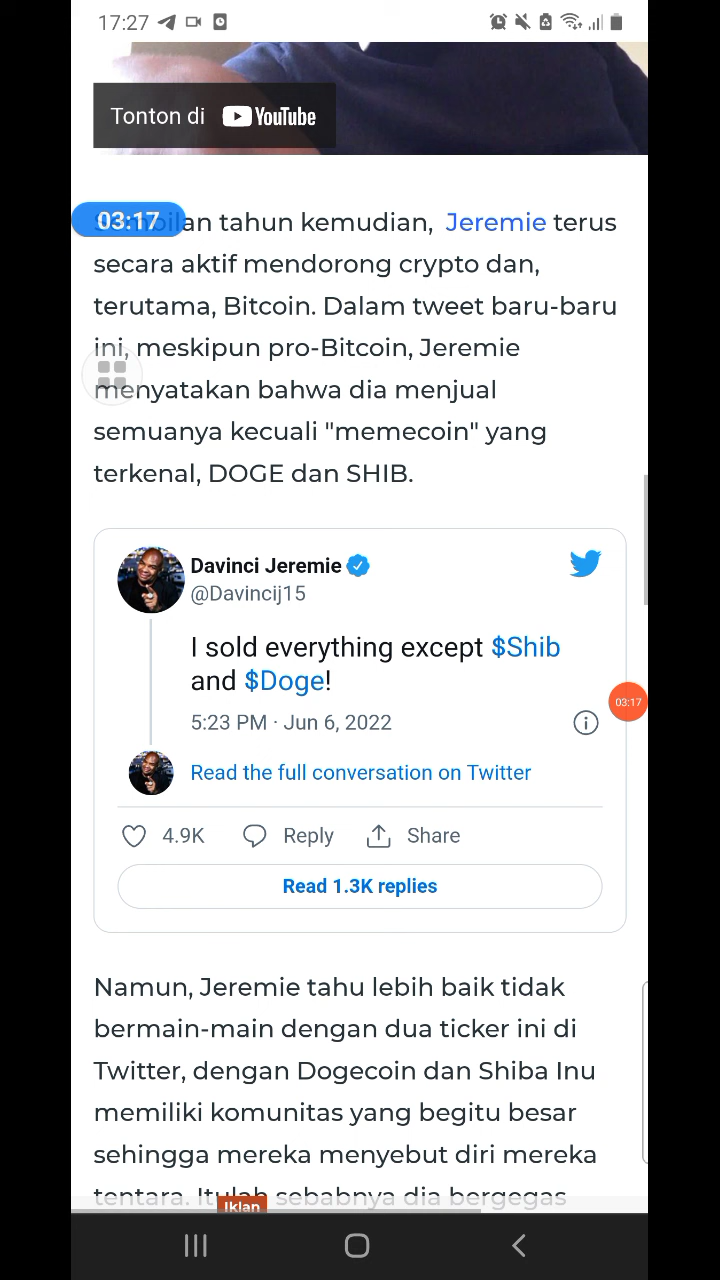 17:27
Tonton di YouTube
03:17
an tahun kemudian, Jeremie terus
secara aktif mendorong crypto dan,
terutama, Bitcoin. Dalam tweet baru-baru
ini, meskipun pro-Bitcoin, Jeremie
menyatakan bahwa dia menjual
semuanya kecuali "memecoin" yang
terkenal, DOGE dan SHIB.
Davinci Jeremie
@Davincij15
I sold everything except $Shib
and $Doge!
5:23 PM · Jun 6, 2022
03:17
Read the full conversation on Twitter
4.9K Reply Share
Read 1.3K replies
Namun, Jeremie tahu lebih baik tidak
bermain-main dengan dua ticker ini di
Twitter, dengan Dogecoin dan Shiba Inu
memiliki komunitas yang begitu besar
sehingga mereka menyebut diri mereka
tentara. Itulah sebabnya dia bergegas
Iklan